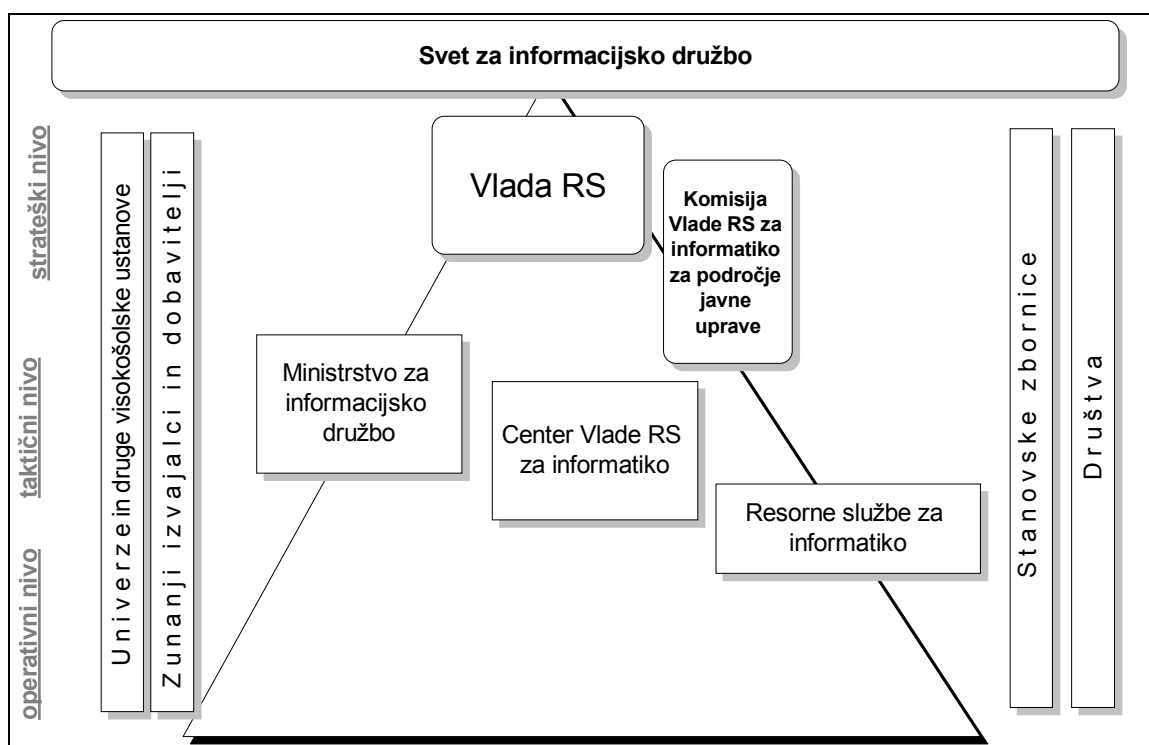 Svet za informacijsko družbo
strateški nivo
taktični nivo
operativni nivo
Univerze in druge visokošolske ustanove
Zunanji izvajalci in dobavitelji
Vlada RS
Komisija
Vlade RS za
informatiko
za področje
javne
uprave
Ministrstvo za
informacijsko
družbo
Center Vlade RS
za informatiko
Resorne službe za
informatiko
Stanovske zbornice
Društva